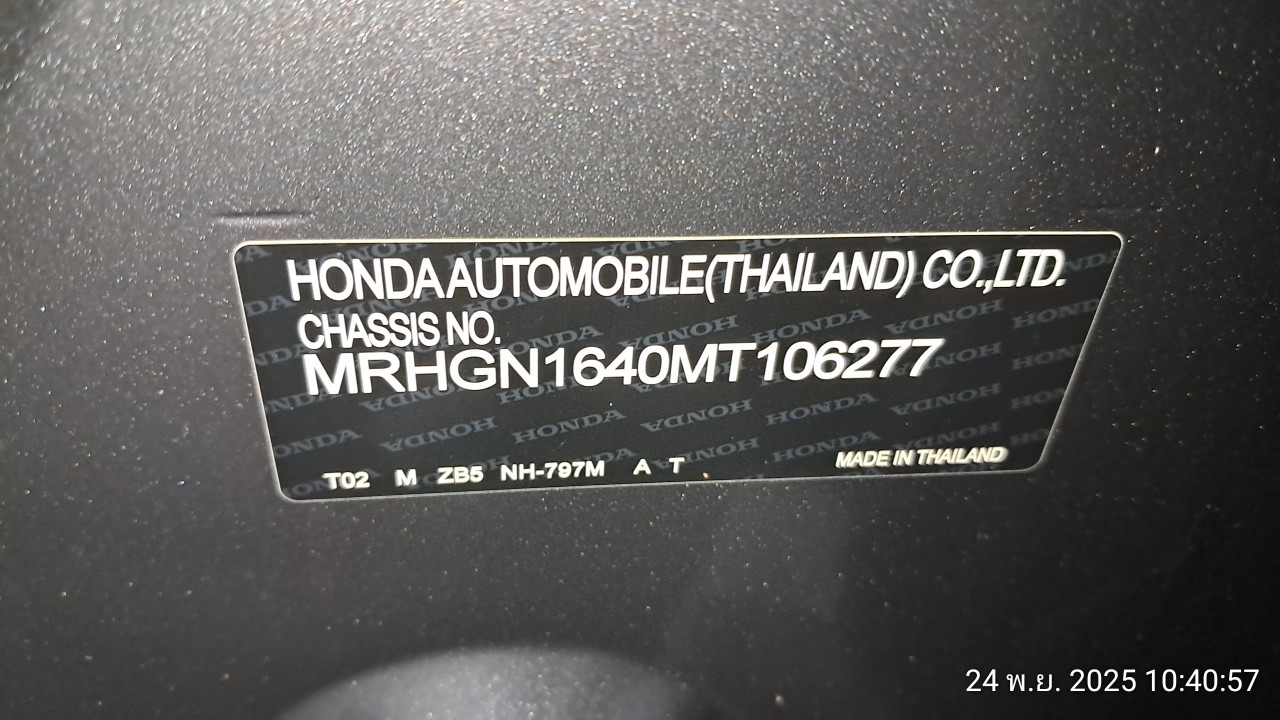 HONDA AUTOMOBILE (THAILAND) CO.,LTD.
CHASSIS NO.
MRHGN1640MT106277
T02 M ZB5 NH-797M A T MADE IN THAILAND
24 พ.ย. 2025 10:40:57